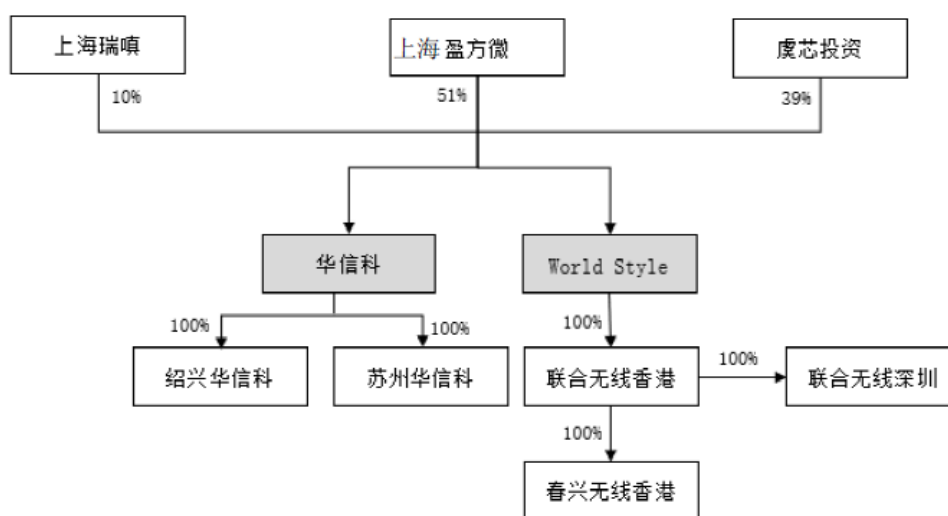 上海瑞嗔
上海盈方微
虞芯投资
10%
51%
39%
华信科
World Style
100%
100%
100%
绍兴华信科
苏州华信科
联合无线香港
100%
联合无线深圳
100%
春兴无线香港